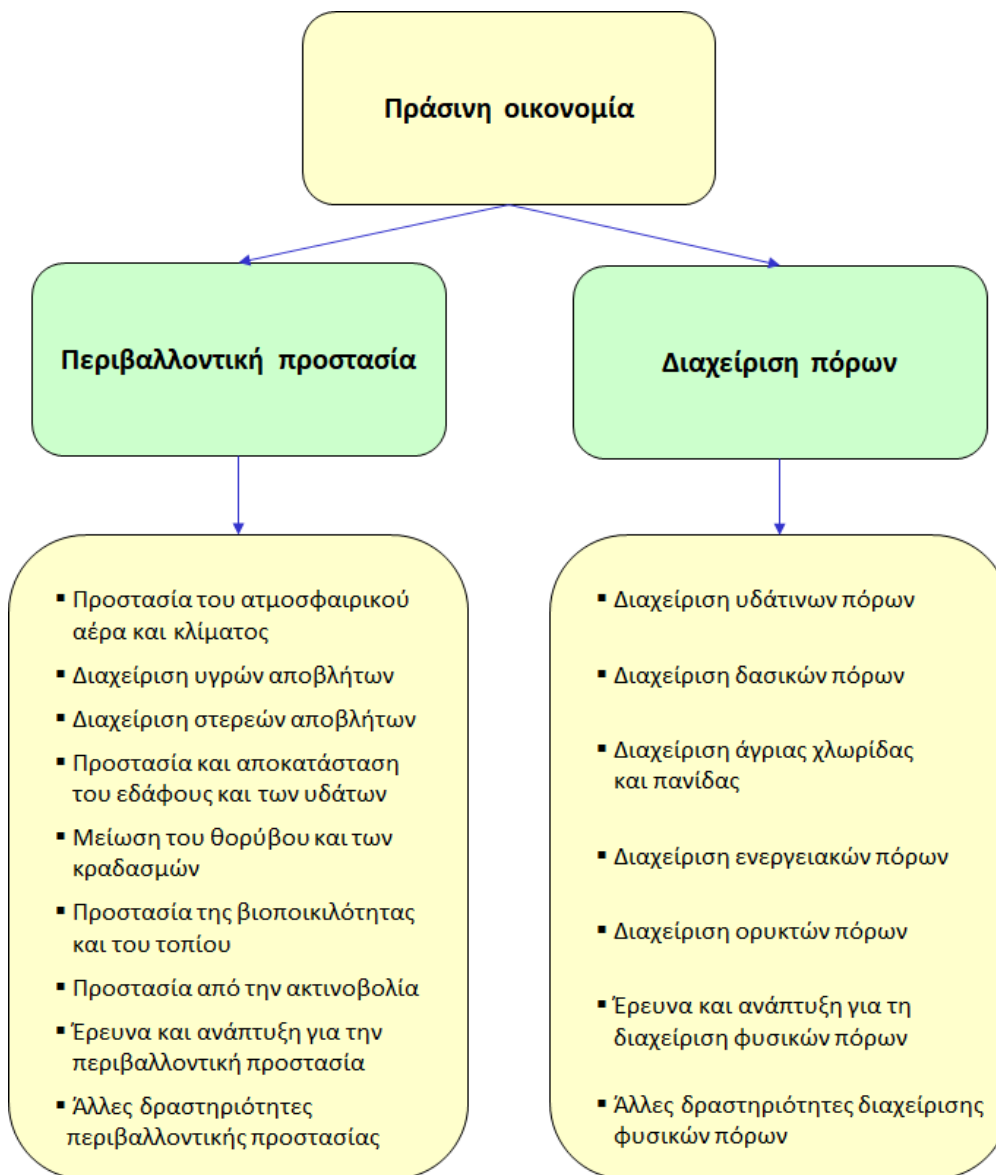 Πράσινη οικονομία
Περιβαλλοντική προστασία
Διαχείριση πόρων
▪ Προστασία του ατμοσφαιρικού
αέρα και κλίματος
▪ Διαχείριση υγρών αποβλήτων
▪ Διαχείριση στερεών αποβλήτων
▪ Προστασία και αποκατάσταση
του εδάφους και των υδάτων
▪ Μείωση του θορύβου και των
κραδασμών
▪ Προστασία της βιοποικιλότητας
και του τοπίου
▪ Προστασία από την ακτινοβολία
▪ Έρευνα και ανάπτυξη για την
περιβαλλοντική προστασία
▪ Άλλες δραστηριότητες
περιβαλλοντικής προστασίας
▪ Διαχείριση υδάτινων πόρων
▪ Διαχείριση δασικών πόρων
▪ Διαχείριση άγριας χλωρίδας
και πανίδας
▪ Διαχείριση ενεργειακών πόρων
▪ Διαχείριση ορυκτών πόρων
▪ Έρευνα και ανάπτυξη για τη
διαχείριση φυσικών πόρων
▪ Άλλες δραστηριότητες διαχείρισης
φυσικών πόρων